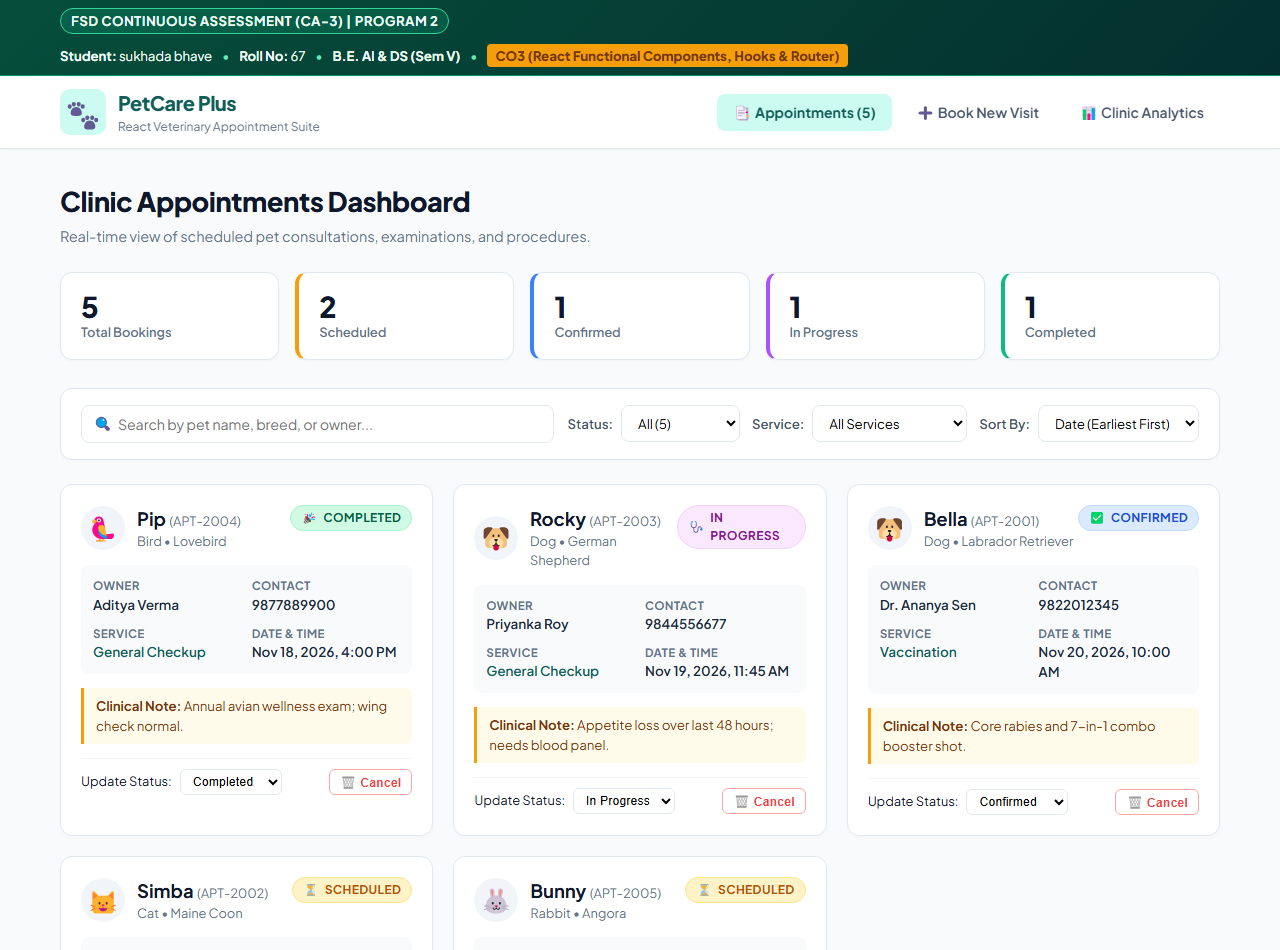 FSD CONTINUOUS ASSESSMENT (CA-3) | PROGRAM 2
Student: sukhada bhave • Roll No: 67 • B.E. AI & DS (Sem V) • CO3 (React Functional Components, Hooks & Router)
PetCare Plus
React Veterinary Appointment Suite
Appointments (5)
Book New Visit
Clinic Analytics
Clinic Appointments Dashboard
Real-time view of scheduled pet consultations, examinations, and procedures.
5
Total Bookings
2
Scheduled
1
Confirmed
1
In Progress
1
Completed
Search by pet name, breed, or owner...
Status: All (5)
Service: All Services
Sort By: Date (Earliest First)
Pip (APT-2004)
Bird • Lovebird
COMPLETED
OWNER
Aditya Verma
CONTACT
9877889900
SERVICE
General Checkup
DATE & TIME
Nov 18, 2026, 4:00 PM
Clinical Note: Annual avian wellness exam; wing
check normal.
Update Status: Completed
Cancel
Rocky (APT-2003)
Dog • German
Shepherd
IN
PROGRESS
OWNER
Priyanka Roy
CONTACT
9844556677
SERVICE
General Checkup
DATE & TIME
Nov 19, 2026, 11:45 AM
Clinical Note: Appetite loss over last 48 hours;
needs blood panel.
Update Status: In Progress
Cancel
Bella (APT-2001)
Dog • Labrador Retriever
CONFIRMED
OWNER
Dr. Ananya Sen
CONTACT
9822012345
SERVICE
Vaccination
DATE & TIME
Nov 20, 2026, 10:00
AM
Clinical Note: Core rabies and 7-in-1 combo
booster shot.
Update Status: Confirmed
Cancel
Simba (APT-2002)
Cat • Maine Coon
SCHEDULED
Bunny (APT-2005)
Rabbit • Angora
SCHEDULED